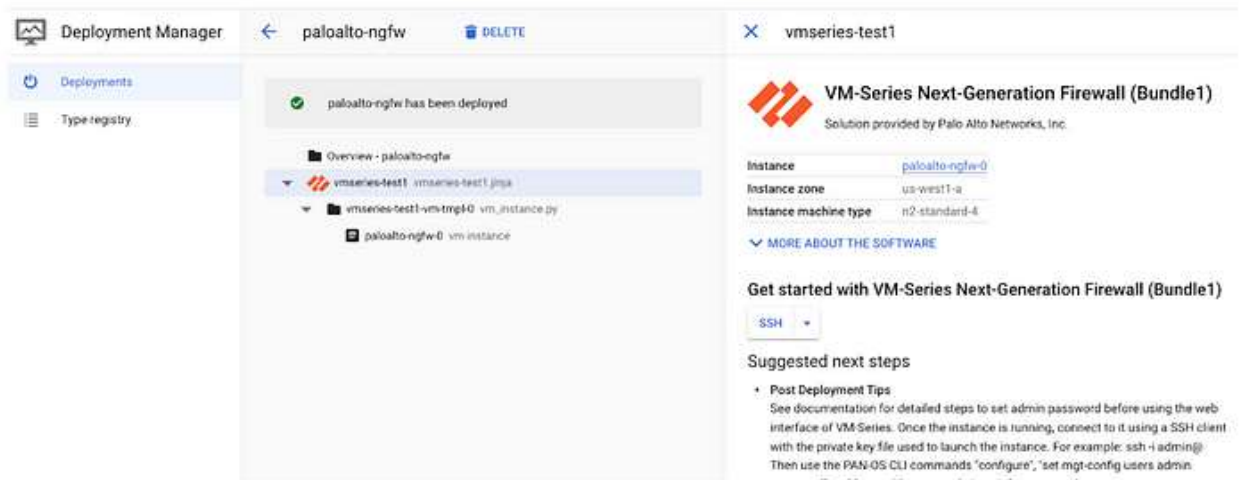 Deployment Manager
Deployments
Type registry
paloalto-ngfw
DELETE
paloalto-ngfw has been deployed
Overview - paloalto-ngfw
vmseries-test1 vmseries-test1.jinja
vmseries-test1-vm-tmpl-0 vm_instance.py
paloalto-ngfw-0 vm-instance
vmseries-test1
VM-Series Next-Generation Firewall (Bundle1)
Solution provided by Palo Alto Networks, Inc.
Instance paloalto-ngfw-0
Instance zone us-west1-a
Instance machine type n2-standard-4
MORE ABOUT THE SOFTWARE
Get started with VM-Series Next-Generation Firewall (Bundle1)
SSH
Suggested next steps
• Post Deployment Tips
See documentation for detailed steps to set admin password before using the web
interface of VM-Series. Once the instance is running, connect to it using a SSH client
with the private key file used to launch the instance. For example: ssh -i admin@
Then use the PAN-OS CLI commands "configure", "set mgt-config users admin